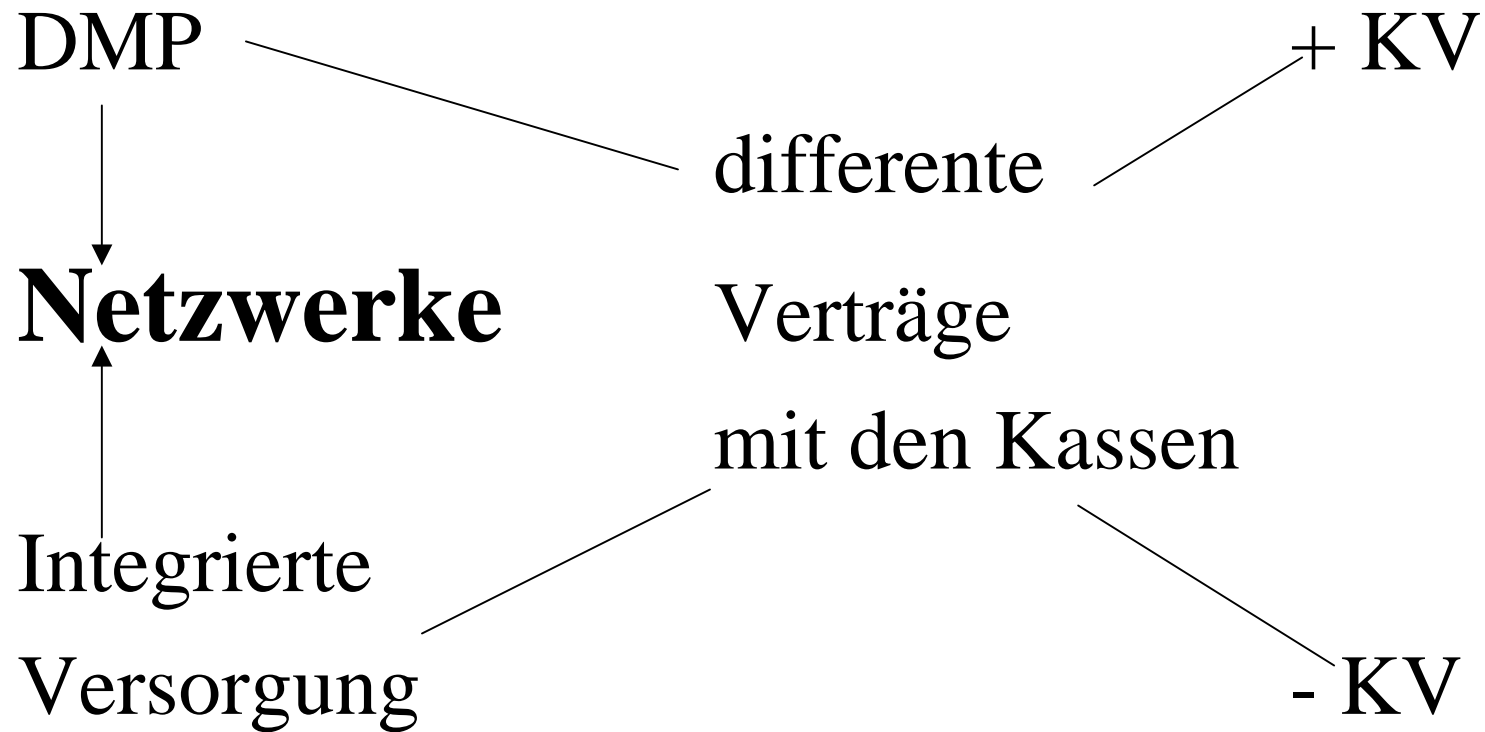 DMP
+ KV
differente
Netzwerke
Verträge
mit den Kassen
Integrierte
Versorgung
- KV